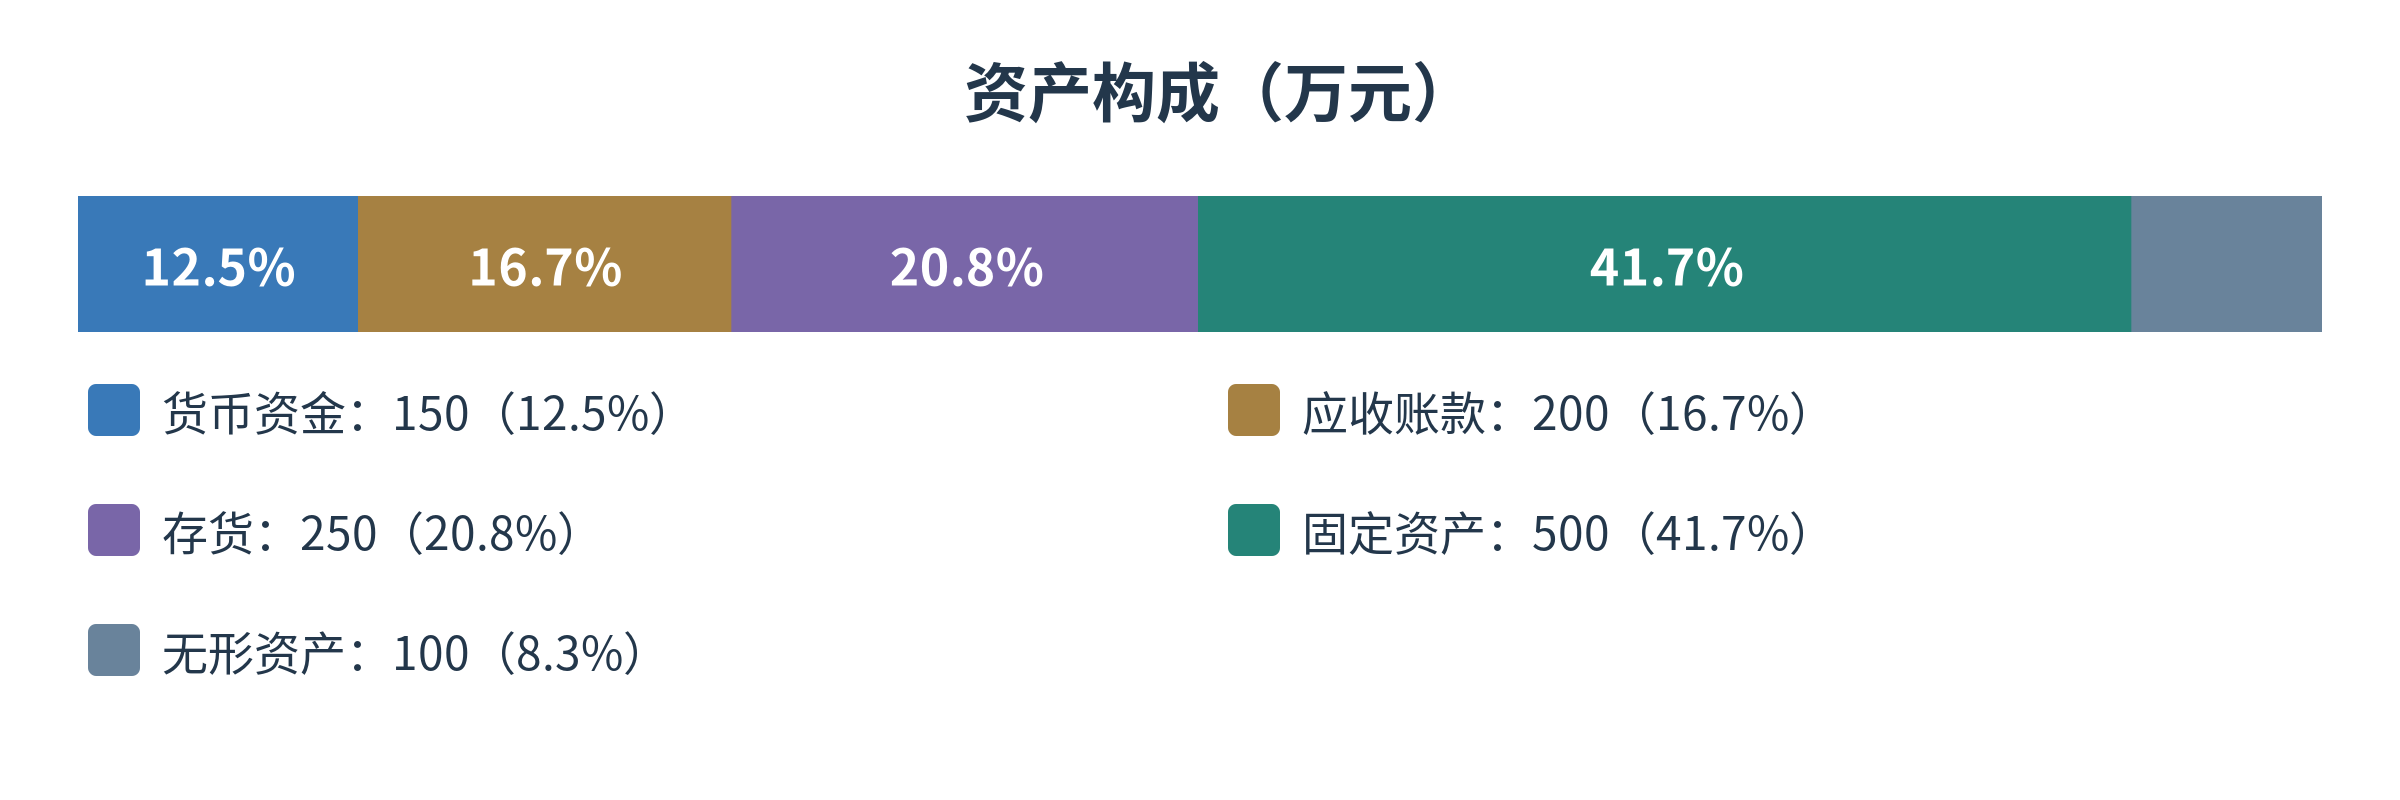 资产构成（万元）
12.5% 16.7% 20.8% 41.7%
货币资金：150（12.5%） 应收账款：200（16.7%）
存货：250（20.8%） 固定资产：500（41.7%）
无形资产：100（8.3%）